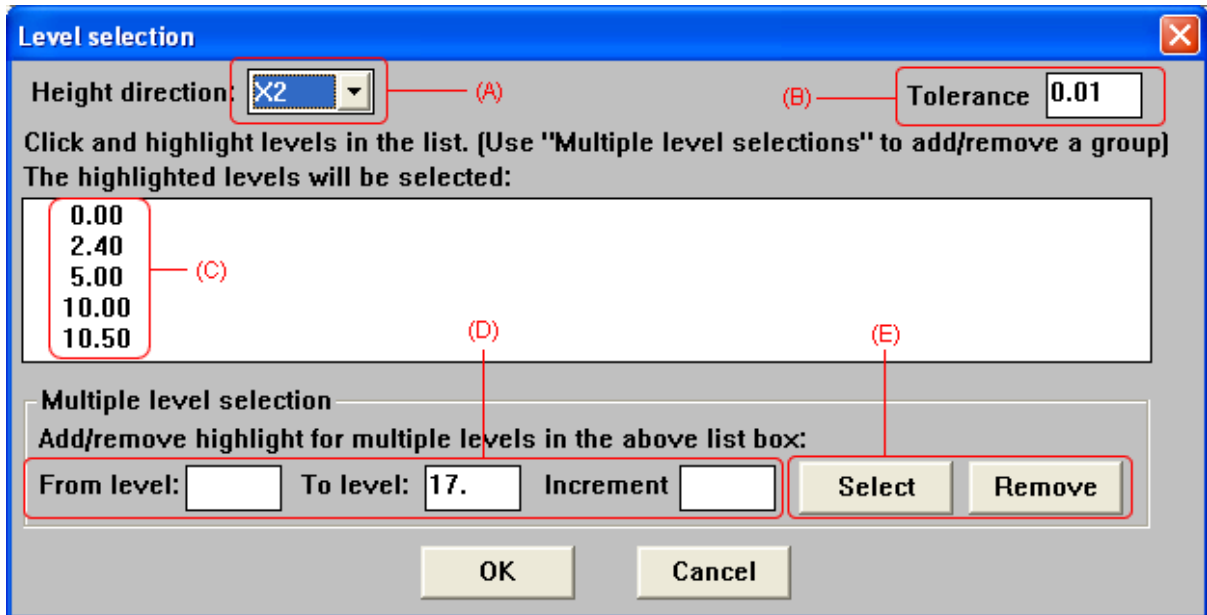 Level selection
Height direction: X2 (A) (B) Tolerance 0.01
Click and highlight levels in the list. (Use "Multiple level selections" to add/remove a group)
The highlighted levels will be selected:
0.00
2.40
5.00
(C)
10.00
10.50
(D) (E)
Multiple level selection
Add/remove highlight for multiple levels in the above list box:
From level: To level: 17. Increment Select Remove
OK Cancel